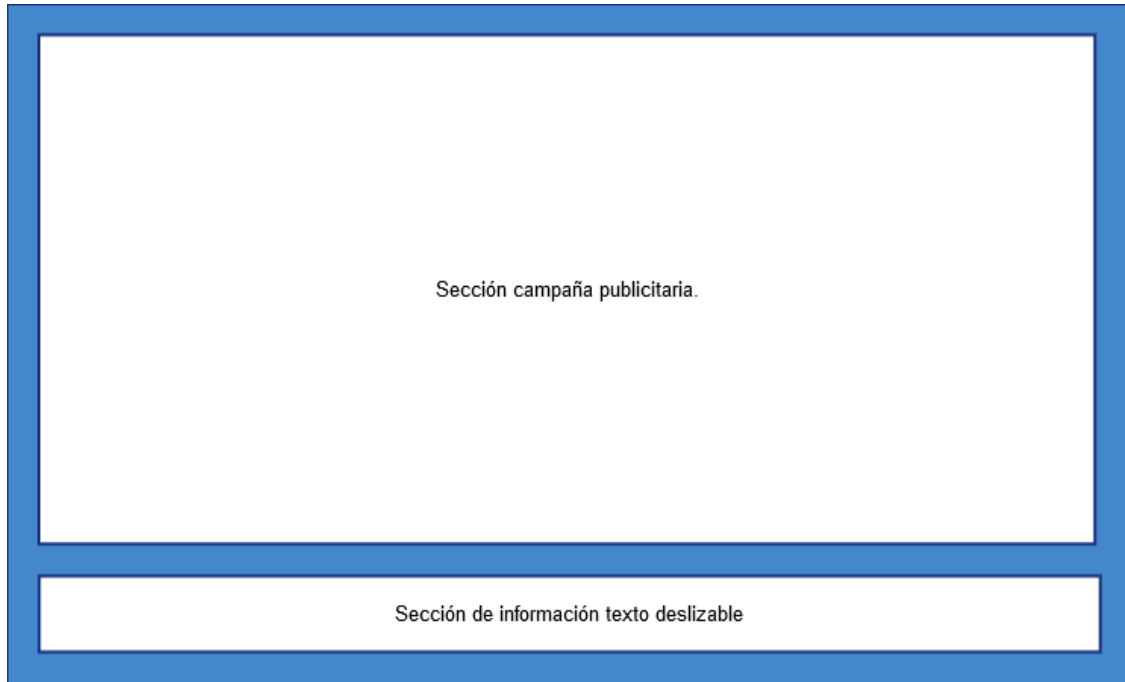 Sección campaña publicitaria.
Sección de información texto deslizable